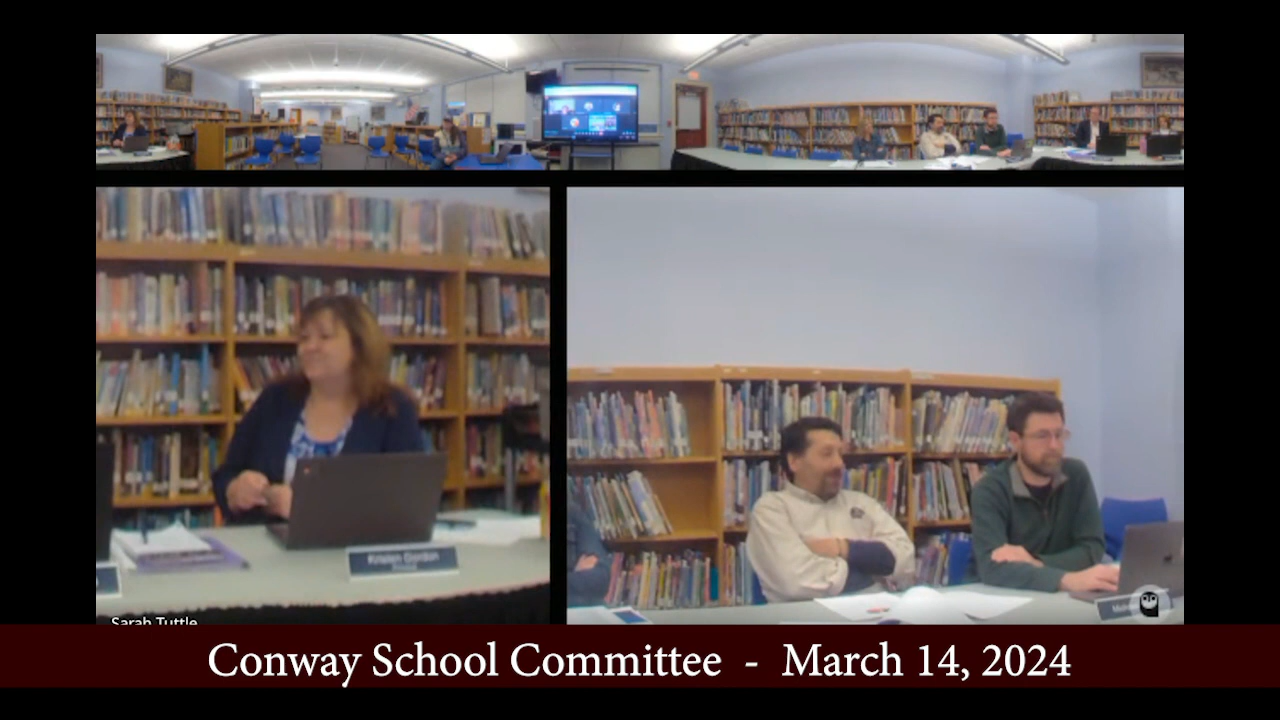 Kristen Gordon
Sarah Tuttle
Conway School Committee - March 14, 2024